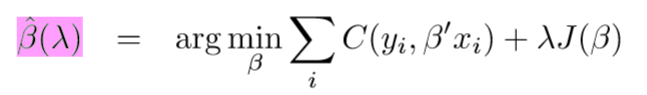 β̂(λ) = arg min_β ∑_i C(y_i, β′x_i) + λJ(β)